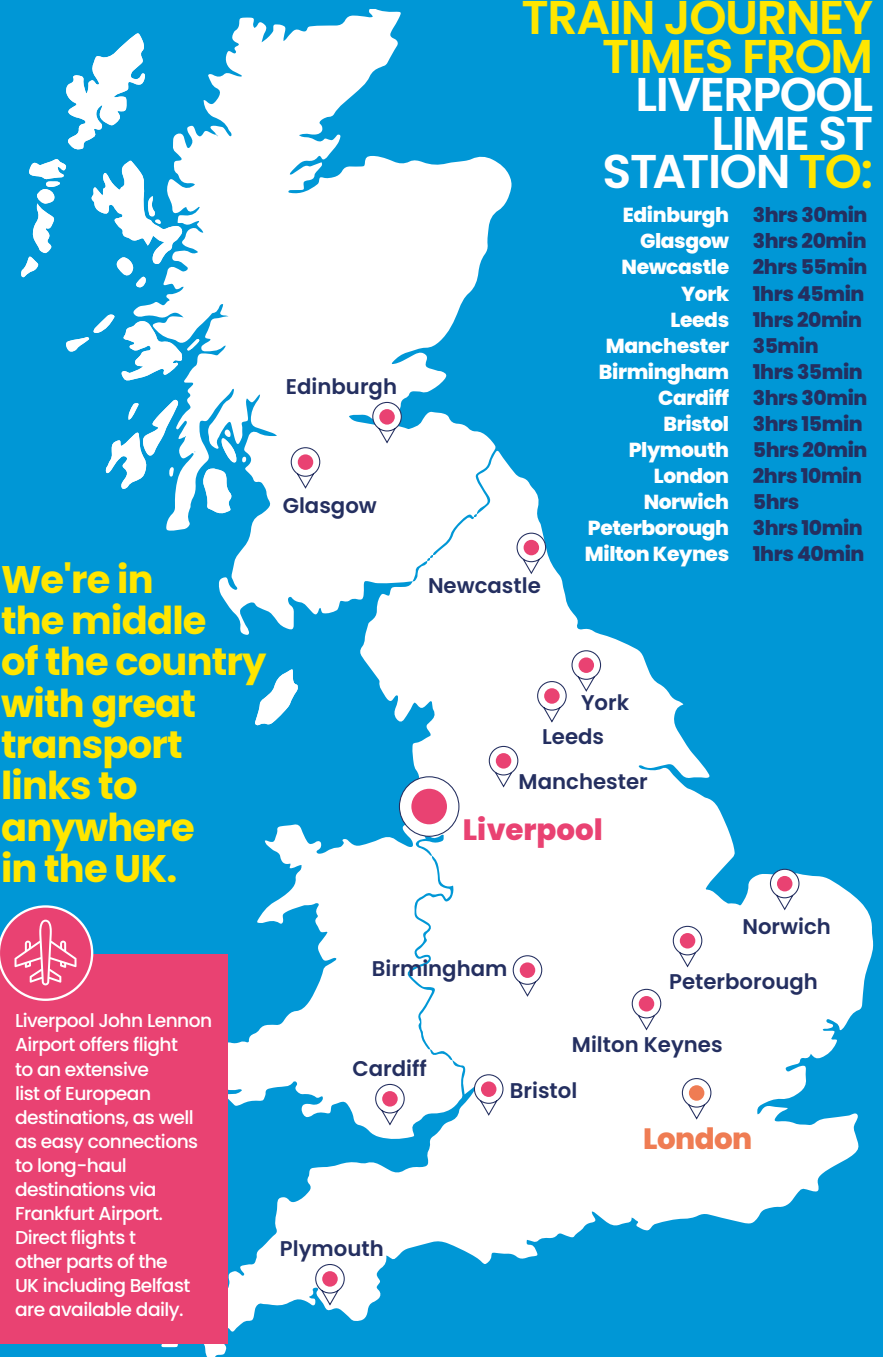 TRAIN JOURNEY
TIMES FROM
LIVERPOOL
LIME ST
STATION TO:
Edinburgh 3hrs 30min
Glasgow 3hrs 20min
Newcastle 2hrs 55min
York 1hrs 45min
Leeds 1hrs 20min
Manchester 35min
Birmingham 1hrs 35min
Cardiff 3hrs 30min
Bristol 3hrs 15min
Plymouth 5hrs 20min
London 2hrs 10min
Norwich 5hrs
Peterborough 3hrs 10min
Milton Keynes 1hrs 40min
Edinburgh
Glasgow
Newcastle
York
Leeds
Manchester
Liverpool
Norwich
Birmingham
Peterborough
Milton Keynes
Cardiff
Bristol
London
Plymouth
We're in
the middle
of the country
with great
transport
links to
anywhere
in the UK.
Liverpool John Lennon
Airport offers flight
to an extensive
list of European
destinations, as well
as easy connections
to long-haul
destinations via
Frankfurt Airport.
Direct flights t
other parts of the
UK including Belfast
are available daily.